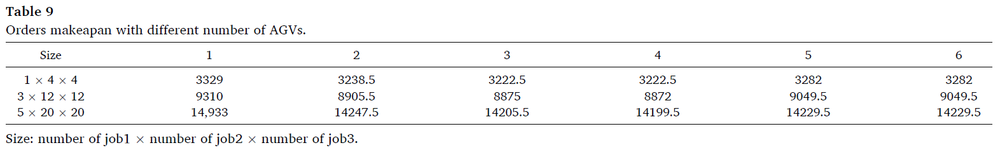 Table 9
Orders makeapan with different number of AGVs.
Size 1 2 3 4 5 6
1 × 4 × 4 3329 3238.5 3222.5 3222.5 3282 3282
3 × 12 × 12 9310 8905.5 8875 8872 9049.5 9049.5
5 × 20 × 20 14,933 14247.5 14205.5 14199.5 14229.5 14229.5
Size: number of job1 × number of job2 × number of job3.